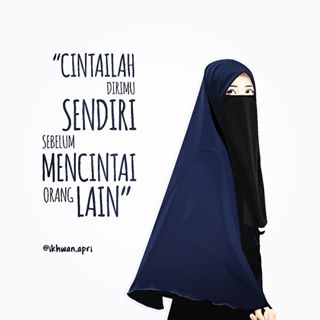 “CINTAILAH
DIRIMU
SENDIRI
SEBELUM
MENCINTAI
ORANG LAIN”
@ikhwan.apri